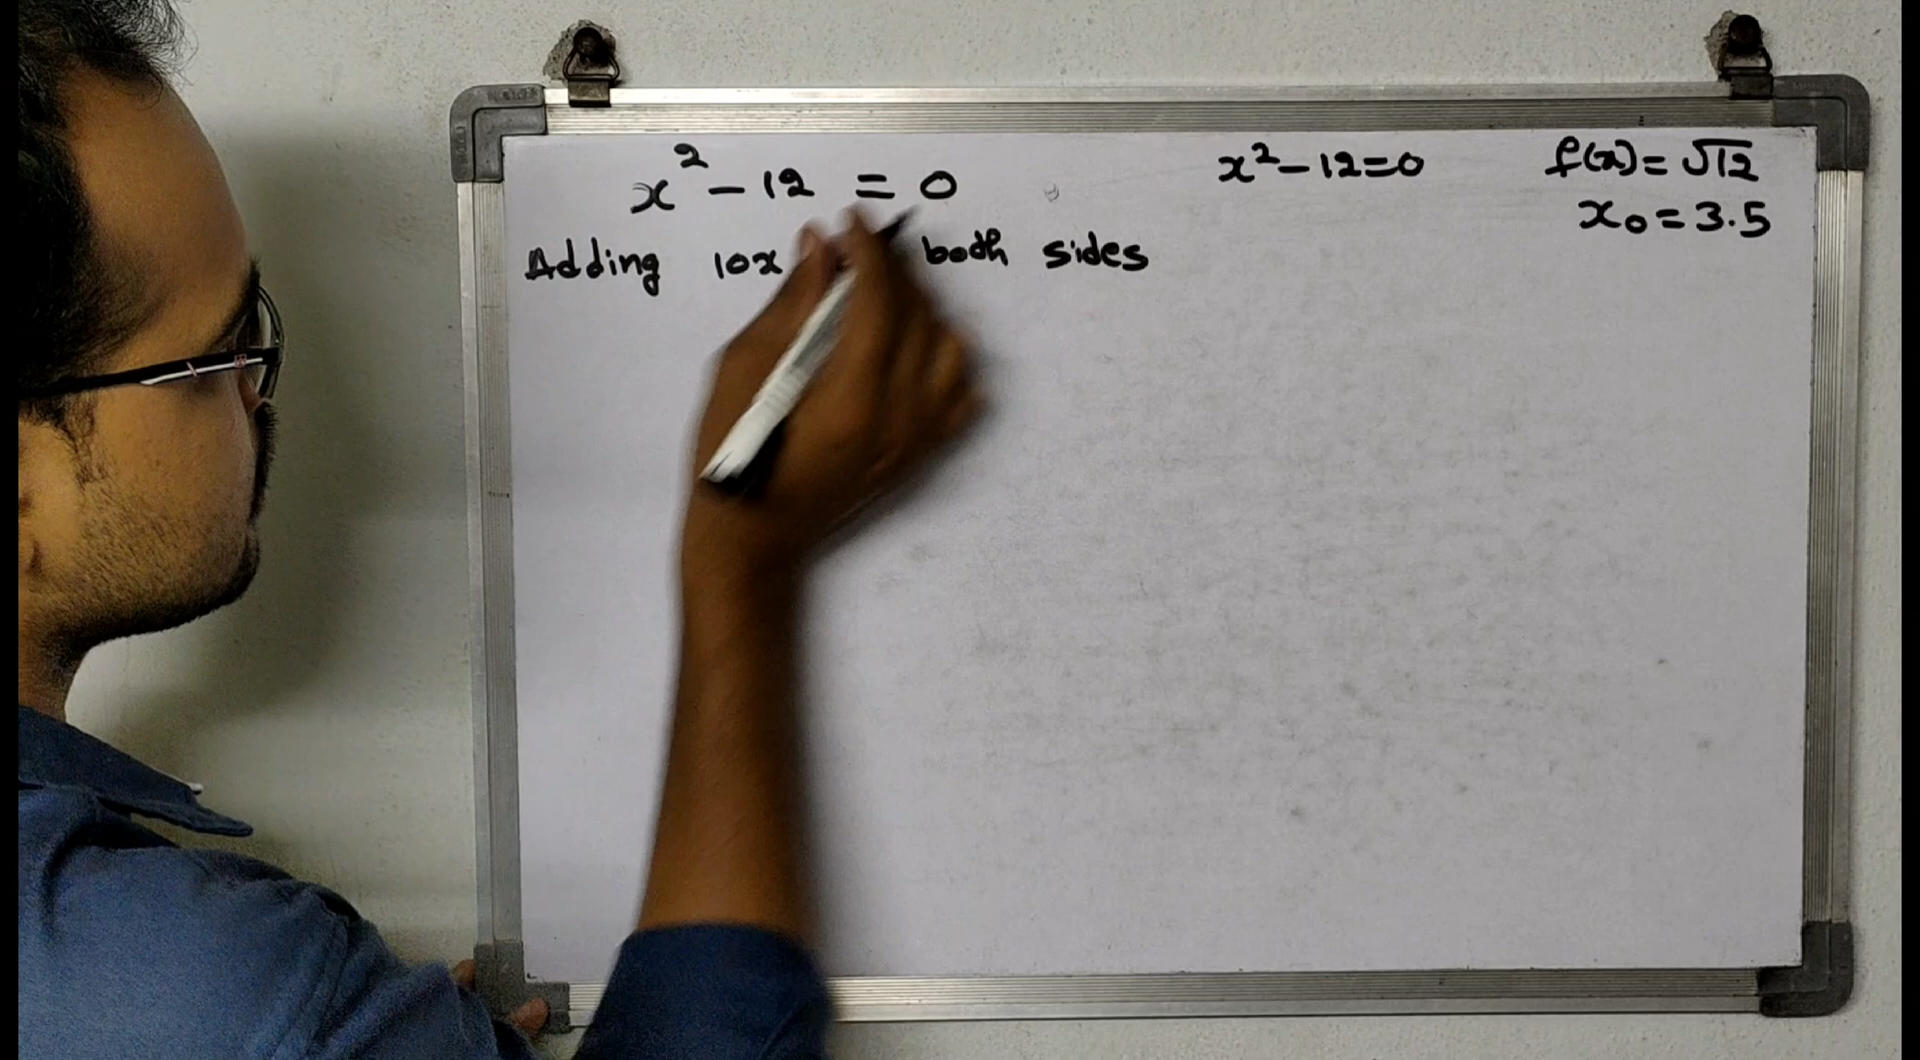 x² - 12 = 0
Adding 10x both sides
x² - 12 = 0
f(x) = √12
x₀ = 3.5